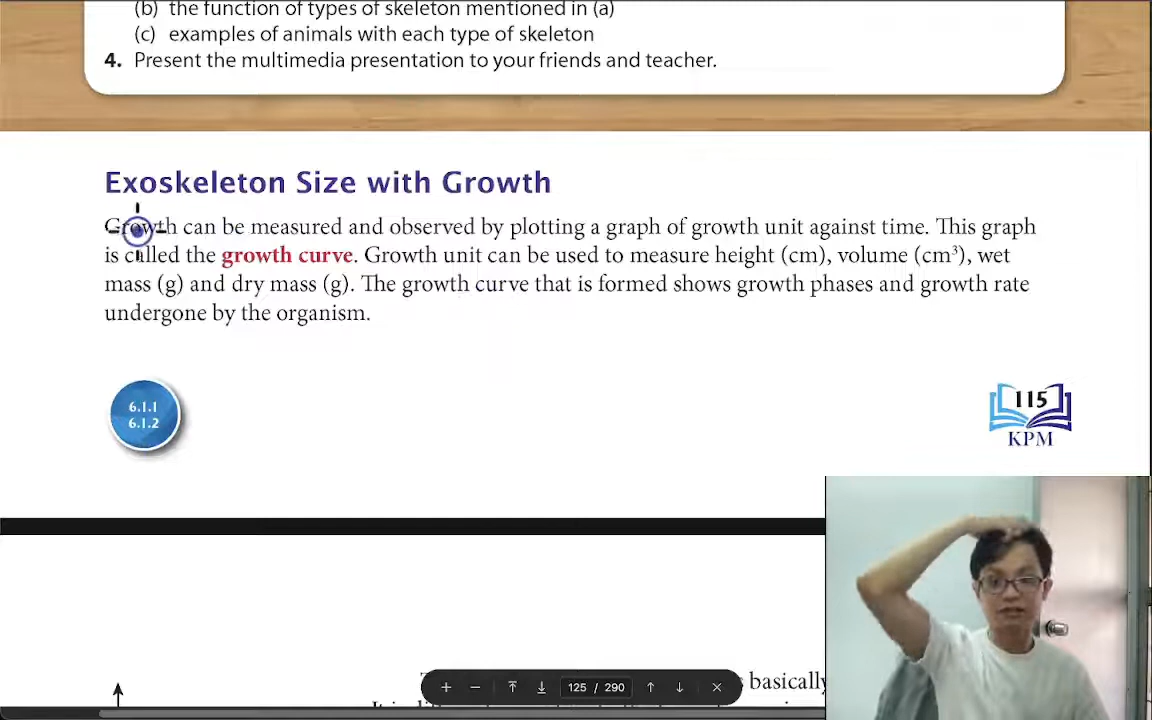 (b) the function of types of skeleton mentioned in (a)
(c) examples of animals with each type of skeleton
4. Present the multimedia presentation to your friends and teacher.
Exoskeleton Size with Growth
Growth can be measured and observed by plotting a graph of growth unit against time. This graph
is called the growth curve. Growth unit can be used to measure height (cm), volume (cm³), wet
mass (g) and dry mass (g). The growth curve that is formed shows growth phases and growth rate
undergone by the organism.
6.1.1
6.1.2
115
KPM
basically
125 / 290